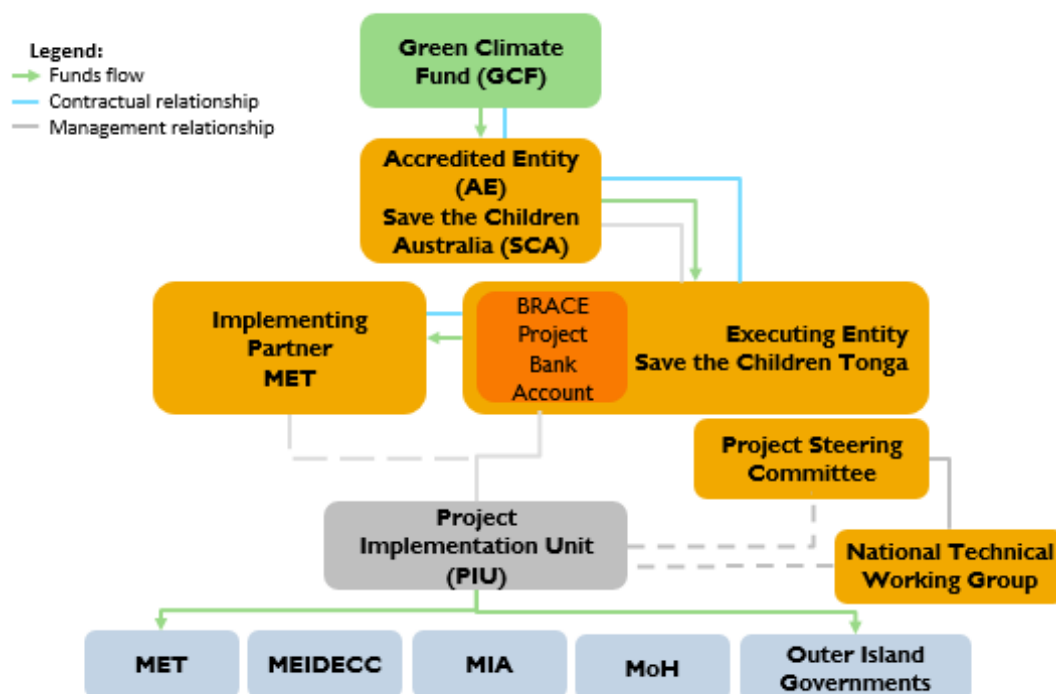 Legend:
Funds flow
Contractual relationship
Management relationship
Green Climate
Fund (GCF)
Accredited Entity
(AE)
Save the Children
Australia (SCA)
Implementing
Partner
MET
BRACE
Project
Bank
Account
Executing Entity
Save the Children Tonga
Project Steering
Committee
Project
Implementation Unit
(PIU)
National Technical
Working Group
MET
MEIDECC
MIA
MoH
Outer Island
Governments